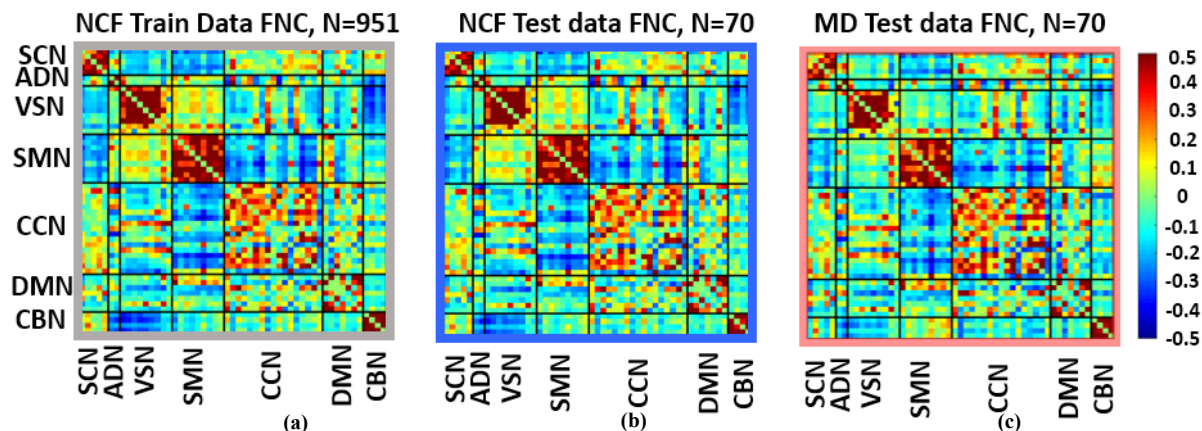 NCF Train Data FNC, N=951
NCF Test data FNC, N=70
MD Test data FNC, N=70
SCN
ADN
VSN
SMN
CCN
DMN
CBN
0.5
0.4
0.3
0.2
0.1
0
-0.1
-0.2
-0.3
0.4
-0.5
SCN
ADN
VSN
SMN
CCN
DMN
CBN
SCN
ADN
VSN
SMN
CCN
DMN
CBN
SCN
ADN
VSN
SMN
CCN
DMN
CBN
(a)
(b)
(c)